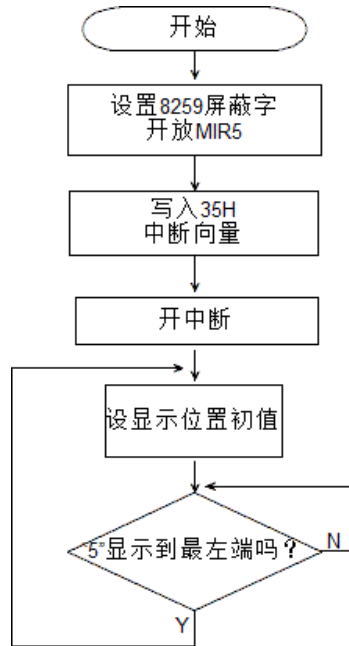 开始
设置8259屏蔽字
开放MIR5
写入35H
中断向量
开中断
设显示位置初值
“5”显示到最左端吗？
N
Y